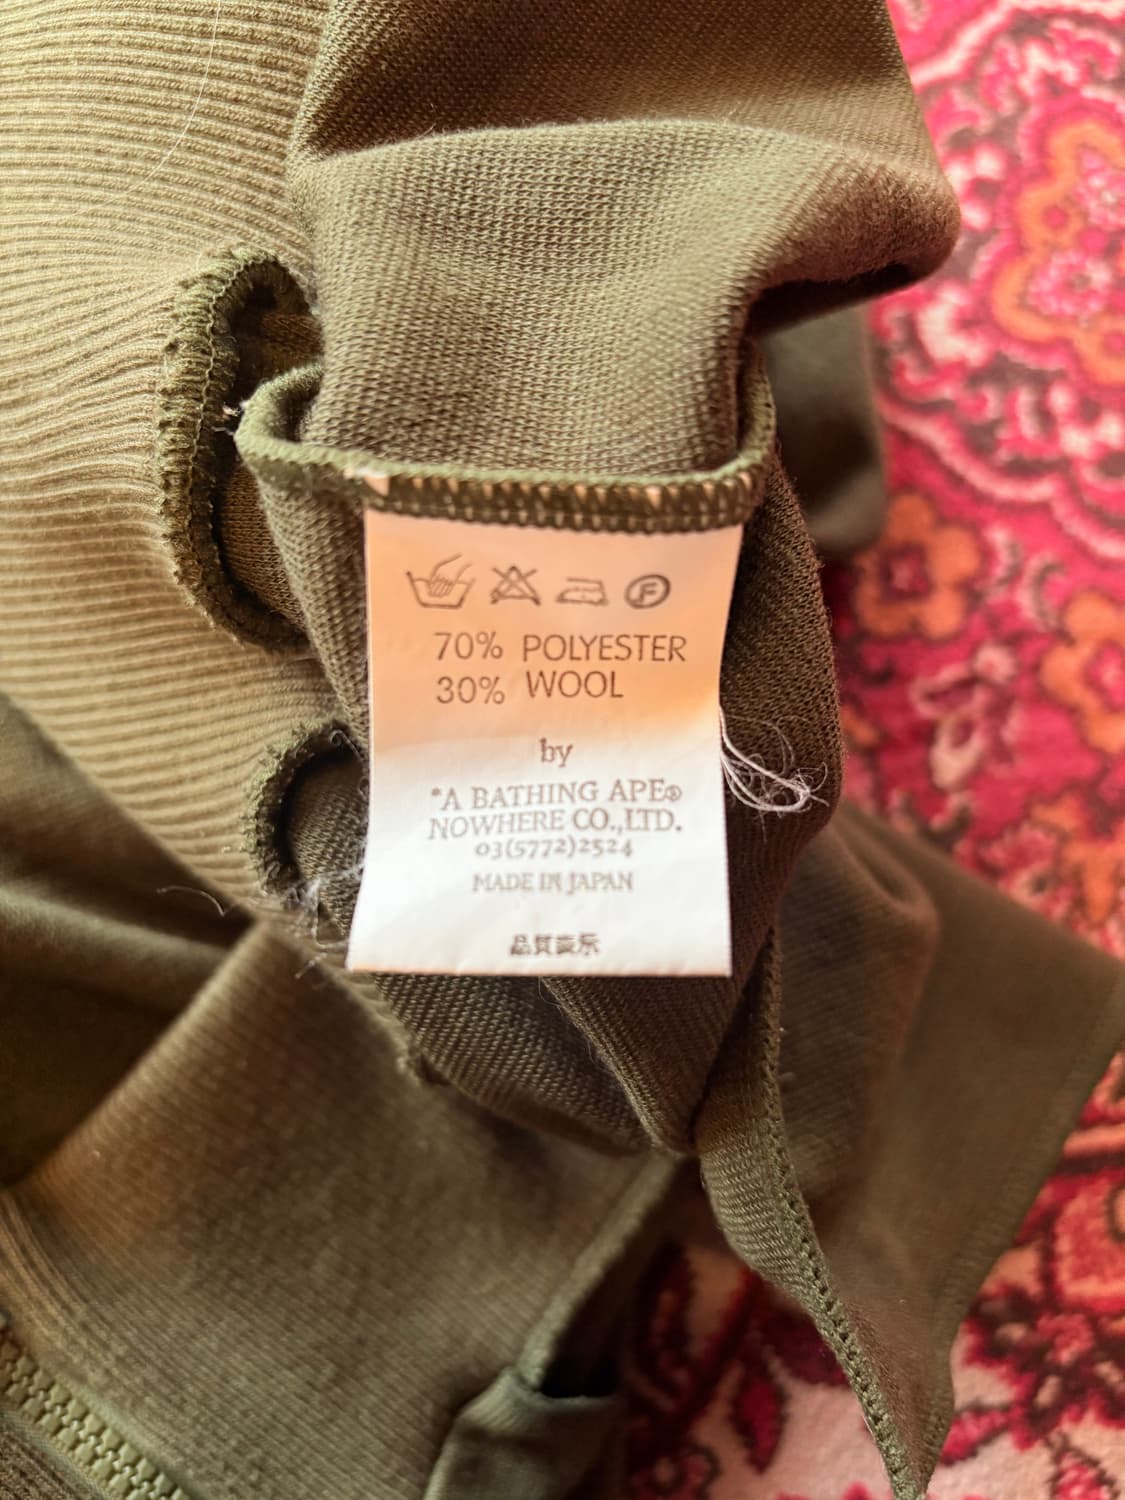 F
70% POLYESTER
30% WOOL
by
*A BATHING APE®
NOWHERE CO.,LTD.
03(5772)2524
MADE IN JAPAN
品質表示